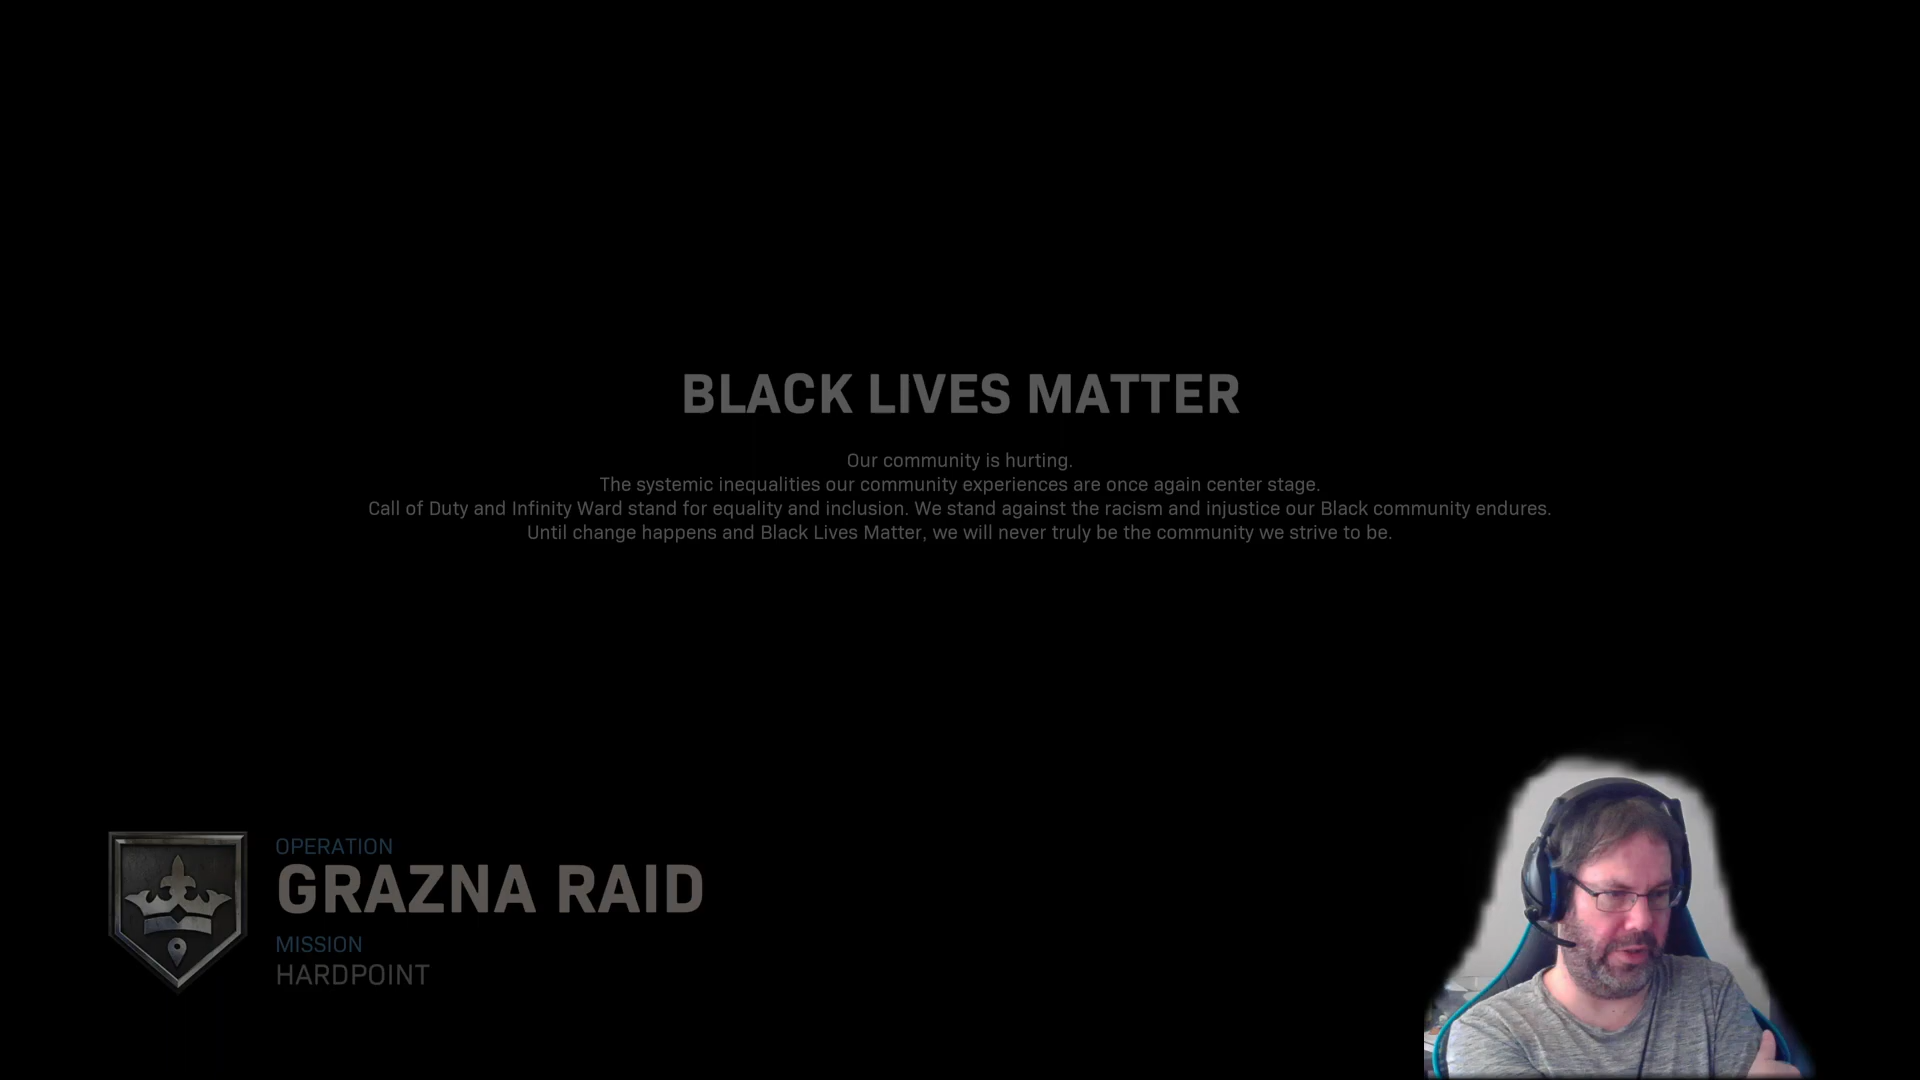 BLACK LIVES MATTER
Our community is hurting.
The systemic inequalities our community experiences are once again center stage.
Call of Duty and Infinity Ward stand for equality and inclusion. We stand against the racism and injustice our Black community endures.
Until change happens and Black Lives Matter, we will never truly be the community we strive to be.
OPERATION
GRAZNA RAID
MISSION
HARDPOINT